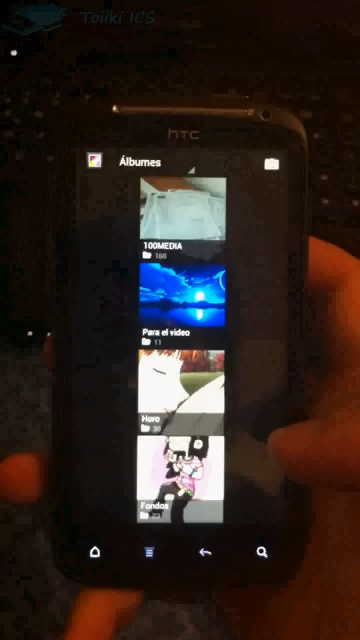 Toiiki ICS
hTC
Álbumes
100MEDIA
160
Para el video
11
Horo
Fondos